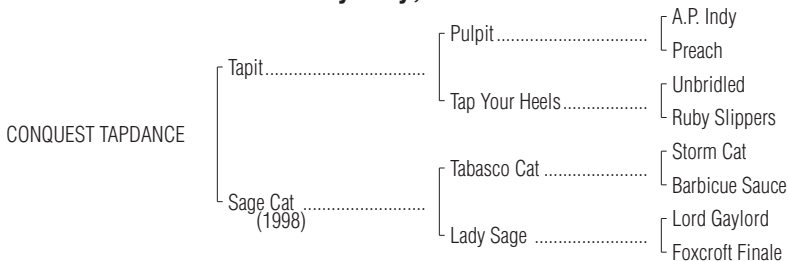 Pulpit................................ A.P. Indy
Preach
Tapit..................................
Tap Your Heels.................. Unbridled
Ruby Slippers
CONQUEST TAPDANCE
Tabasco Cat ...................... Storm Cat
Barbicue Sauce
Sage Cat ..........................
(1998)
Lady Sage ........................ Lord Gaylord
Foxcroft Finale